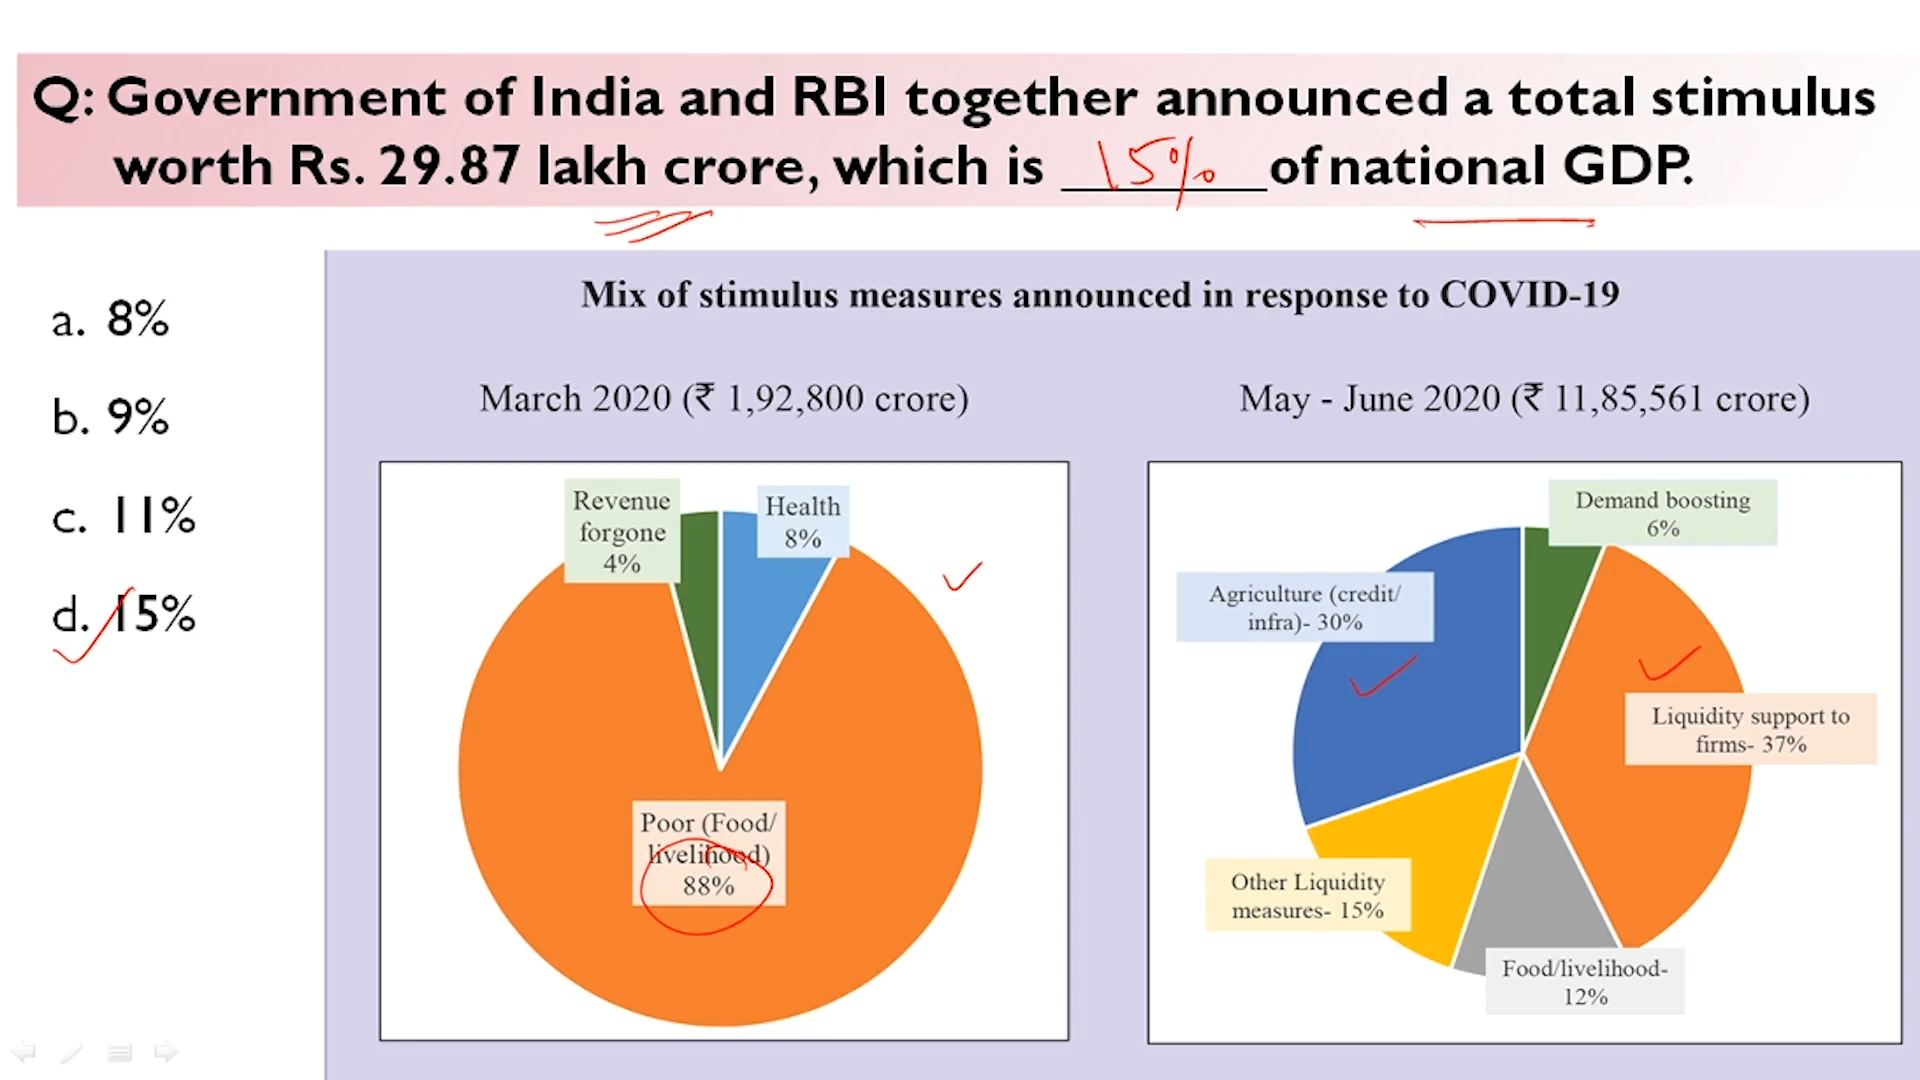 Q: Government of India and RBI together announced a total stimulus
worth Rs. 29.87 lakh crore, which is 15% of national GDP.
a. 8%
b. 9%
c. 11%
d. 15%
Mix of stimulus measures announced in response to COVID-19
March 2020 (₹ 1,92,800 crore)
Revenue
forgone
4%
Health
8%
Poor (Food/
livelihood)
88%
May - June 2020 (₹ 11,85,561 crore)
Demand boosting
6%
Agriculture (credit/
infra)- 30%
Liquidity support to
firms- 37%
Other Liquidity
measures- 15%
Food/livelihood-
12%